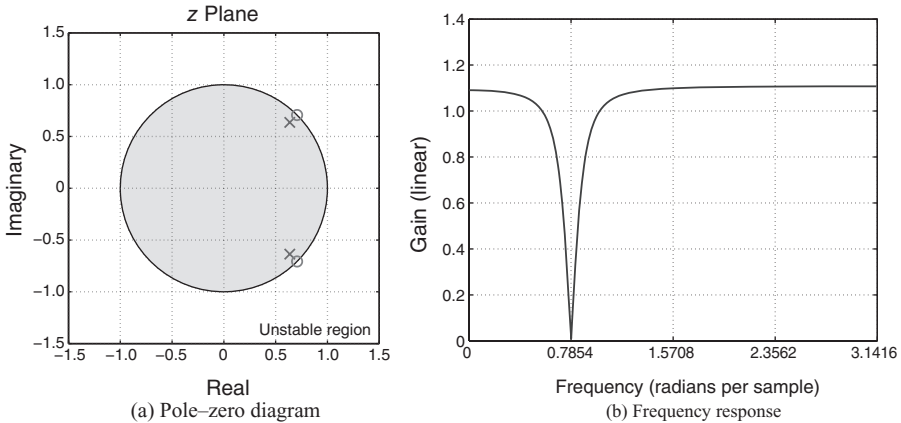 z Plane
1.5
1.0
0.5
0
−0.5
−1.0
−1.5
Imaginary
Unstable region
−1.5 −1.0 −0.5 0 0.5 1.0 1.5
Real
(a) Pole–zero diagram
1.4
1.2
1.0
0.8
0.6
0.4
0.2
0
Gain (linear)
0 0.7854 1.5708 2.3562 3.1416
Frequency (radians per sample)
(b) Frequency response